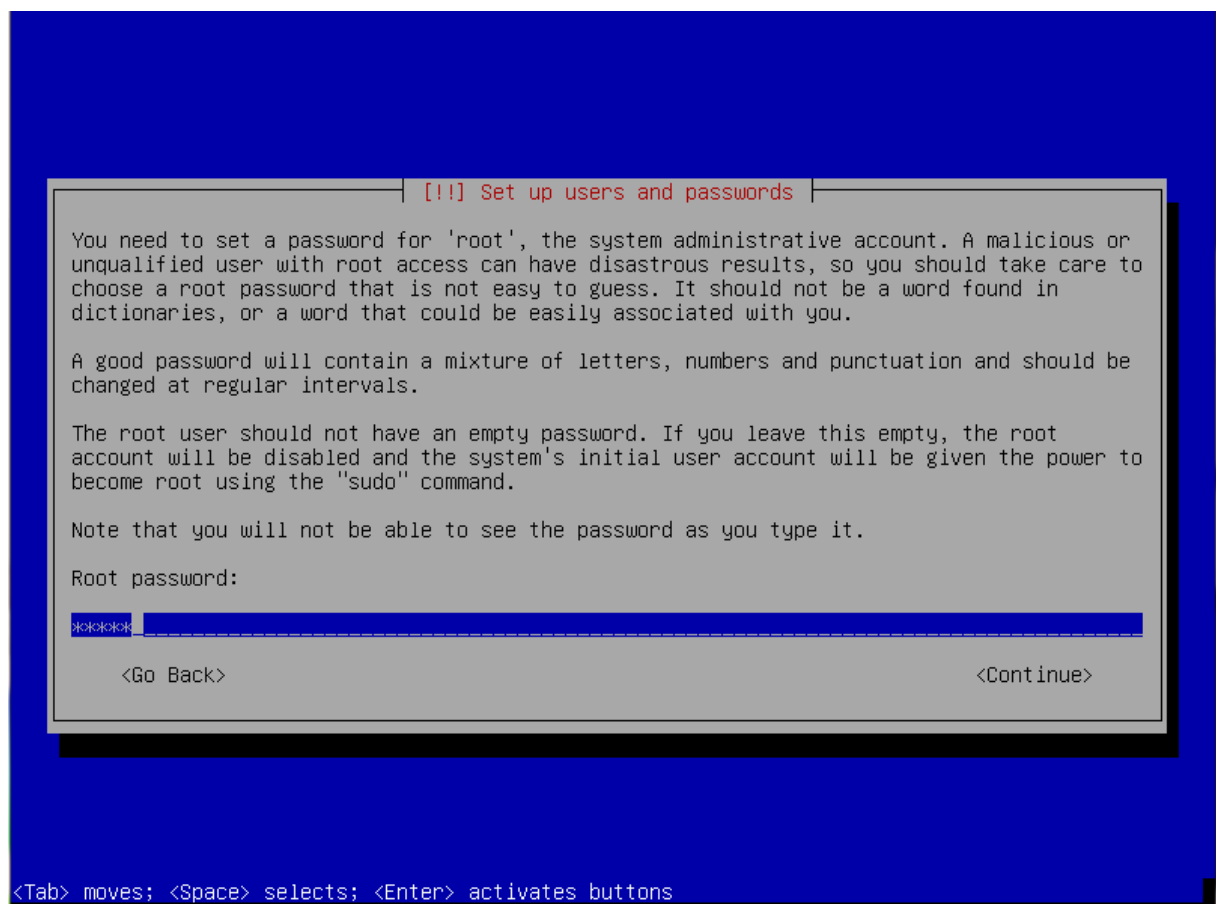 [!!] Set up users and passwords
You need to set a password for 'root', the system administrative account. A malicious or
unqualified user with root access can have disastrous results, so you should take care to
choose a root password that is not easy to guess. It should not be a word found in
dictionaries, or a word that could be easily associated with you.
A good password will contain a mixture of letters, numbers and punctuation and should be
changed at regular intervals.
The root user should not have an empty password. If you leave this empty, the root
account will be disabled and the system's initial user account will be given the power to
become root using the "sudo" command.
Note that you will not be able to see the password as you type it.
Root password:
*****
<Go Back> <Continue>
<Tab> moves; <Space> selects; <Enter> activates buttons